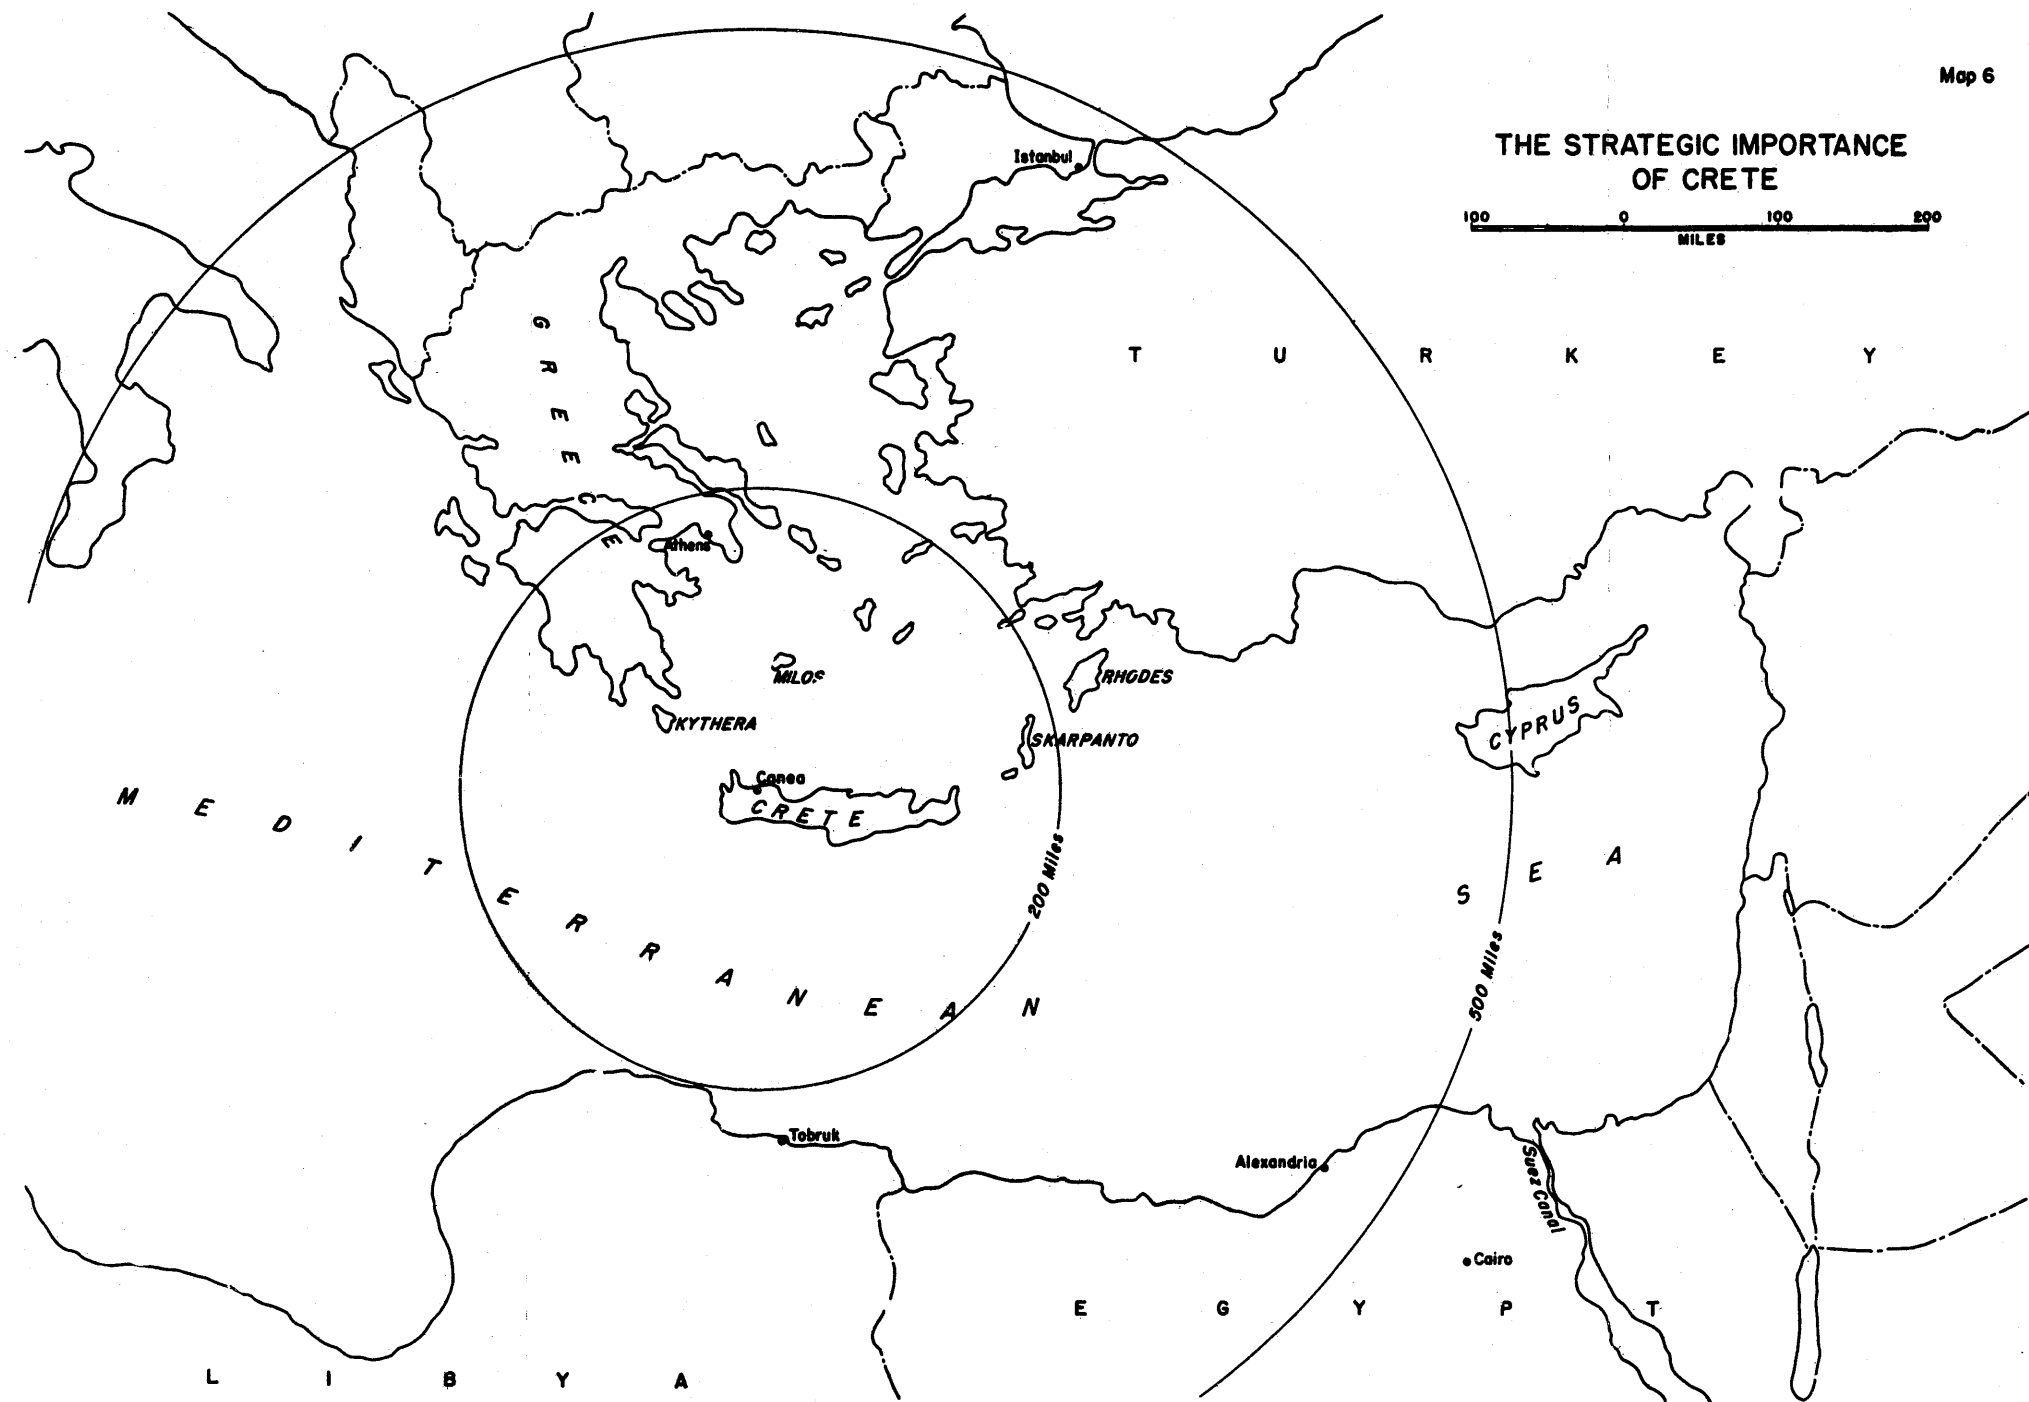 Map 6
THE STRATEGIC IMPORTANCE
OF CRETE
100 0 100 200
MILES
Istanbul
GREECE
TURKEY
Athens
MILOS
RHODES
KYTHERA
SKARPANTO
CYPRUS
Canea
CRETE
MEDITERRANEAN SEA
200 Miles
500 Miles
Tobruk
Alexandria
Suez Canal
Cairo
EGYPT
LIBYA